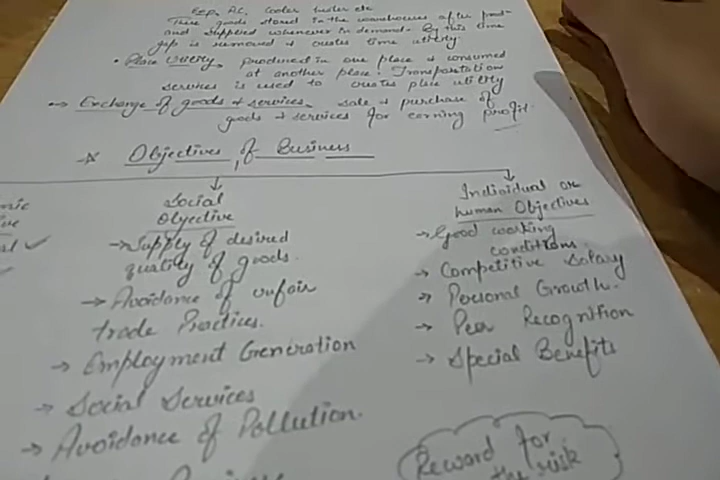 Exp. AC, Cooler heater etc
These goods stored in the warehouses after prod-
and supplied whenever in demand. By this time
gap is removed & creates time utility.
• Place Utility. Produced in one place & consumed
at another place. Transportation
services is used to creates place utility
→ Exchange of goods & services. sale & purchase of
goods & services for earning profit.
Objectives of Business
Social
Objective
→ Supply of desired
quality of goods.
→ Avoidance of unfair
trade Practices.
→ Employment Generation
→ Social Services
→ Avoidance of Pollution.
Individual or
human Objectives
→ Good working
conditions.
→ Competitive Salary
→ Personal Growth.
→ Peer Recognition
→ Special Benefits
Reward for
the risk